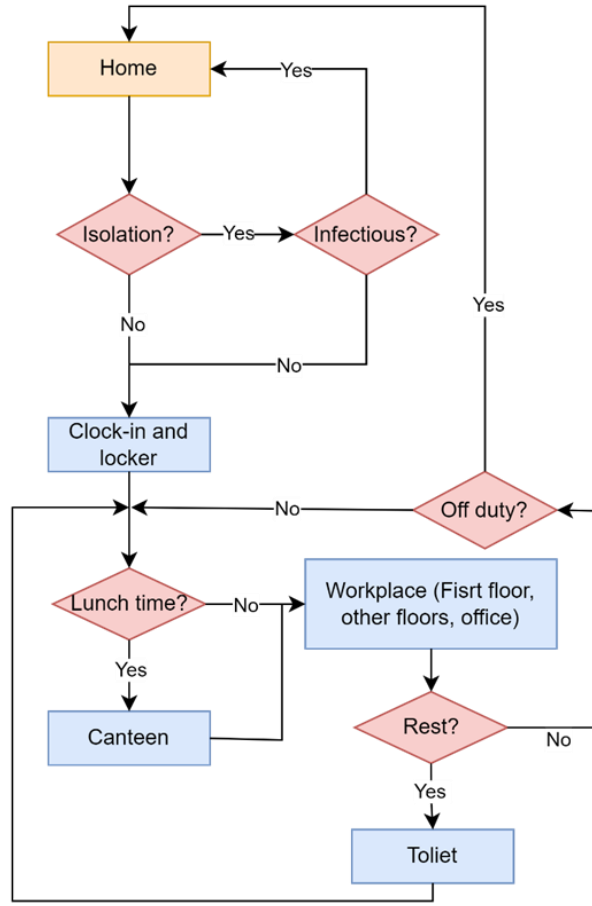 Home
Yes
Isolation?
Yes
Infectious?
No
No
Yes
Clock-in and
locker
No
Off duty?
Lunch time?
No
Workplace (Fisrt floor,
other floors, office)
Yes
Canteen
Rest?
No
Yes
Toliet